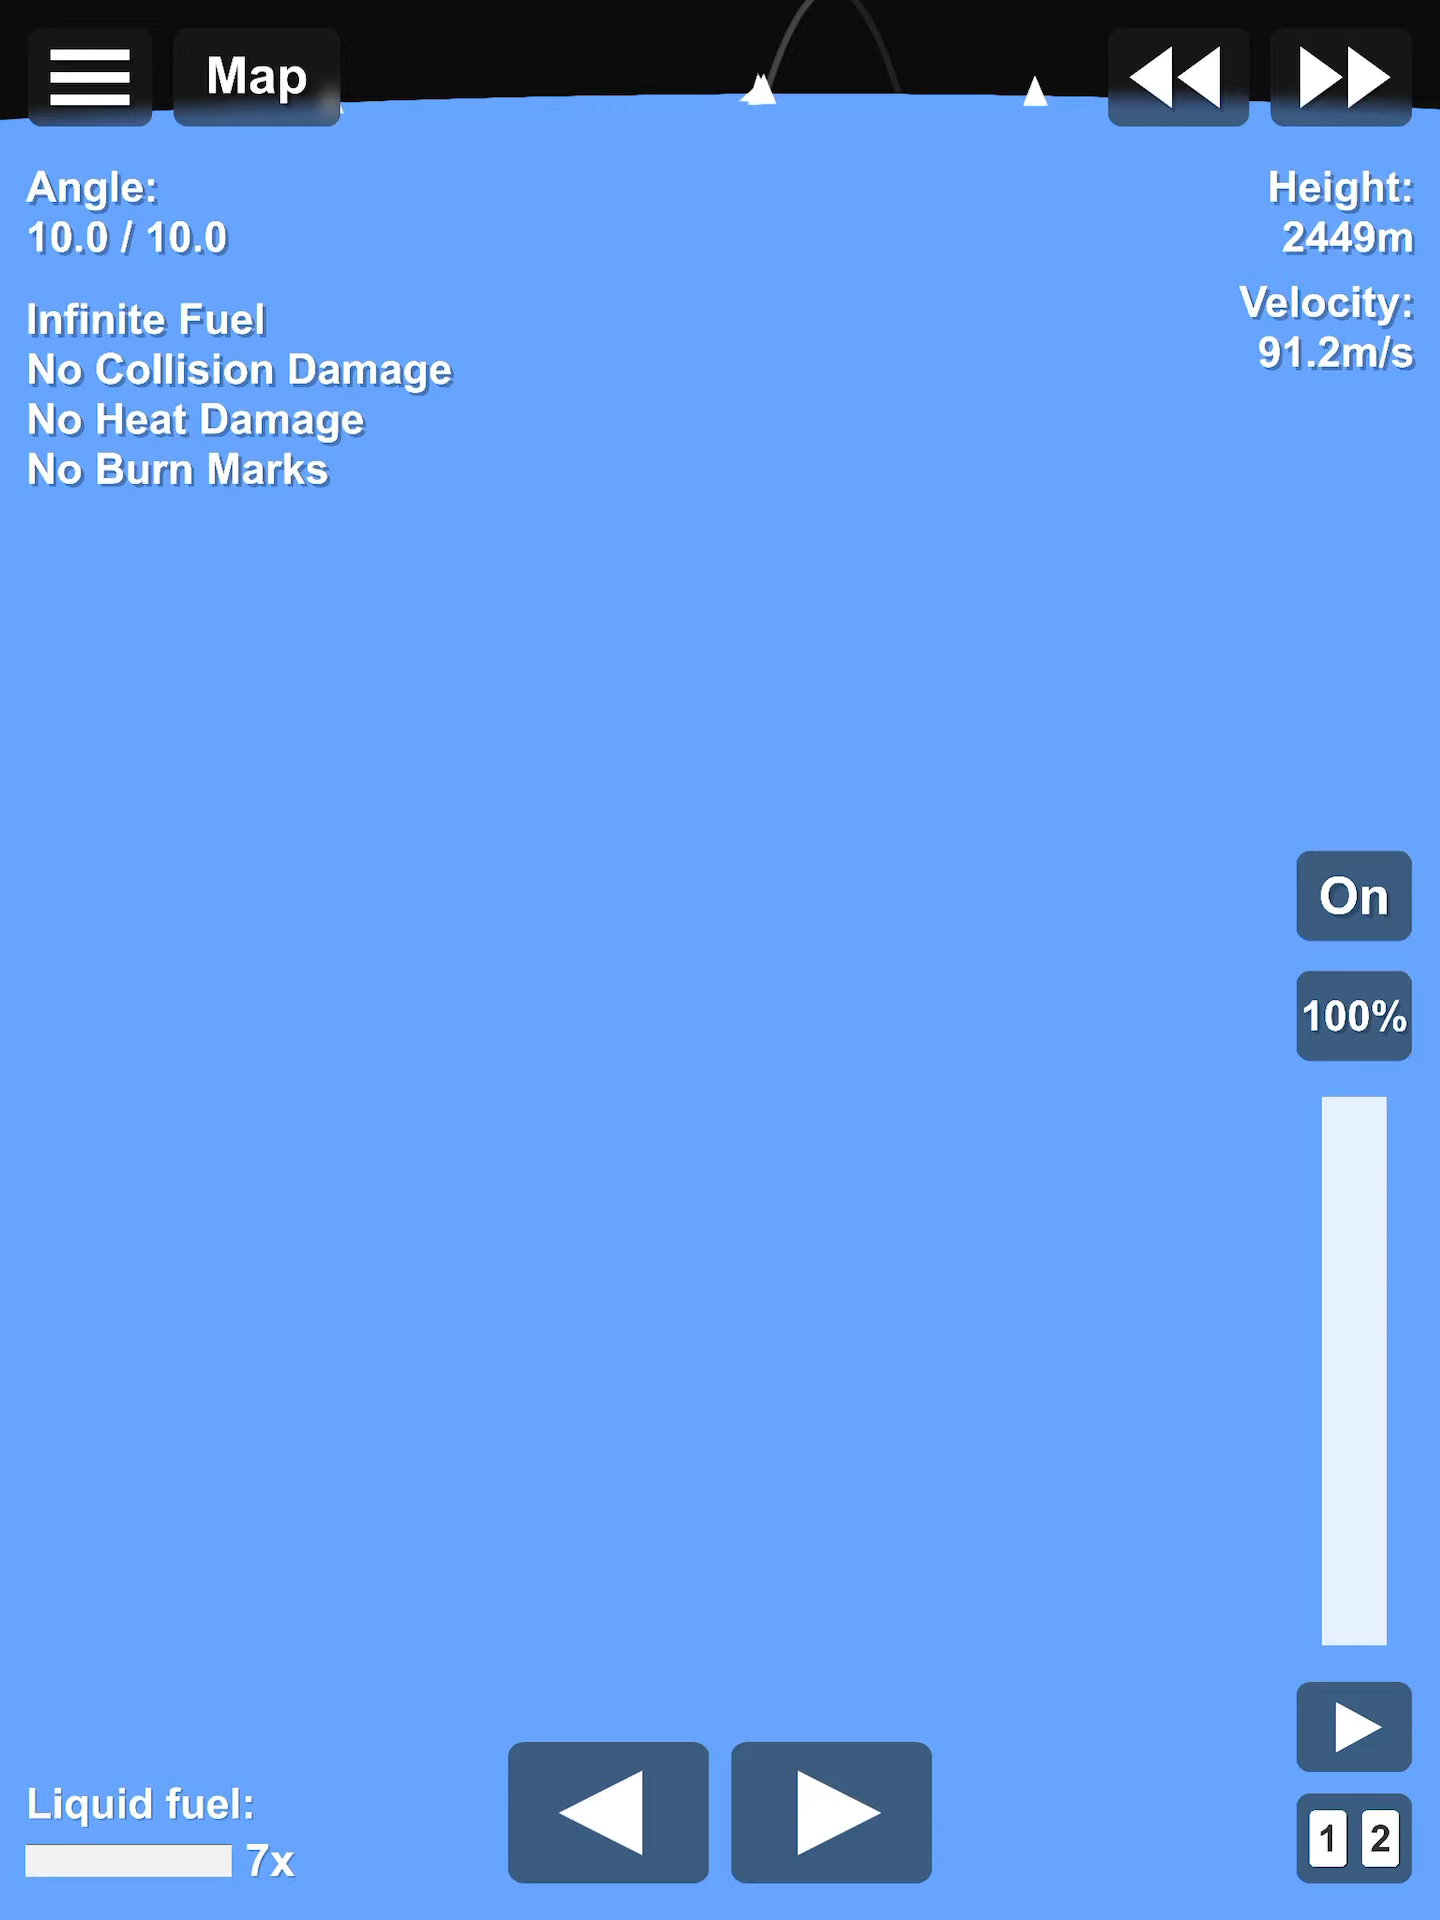 Map
Angle:
10.0 / 10.0
Infinite Fuel
No Collision Damage
No Heat Damage
No Burn Marks
Height:
2449m
Velocity:
91.2m/s
On
100%
Liquid fuel:
7x
1 2